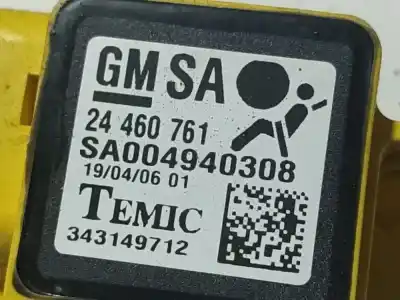 GM SA
24 460 761
SA004940308
19/04/06 01
TEMIC
343149712